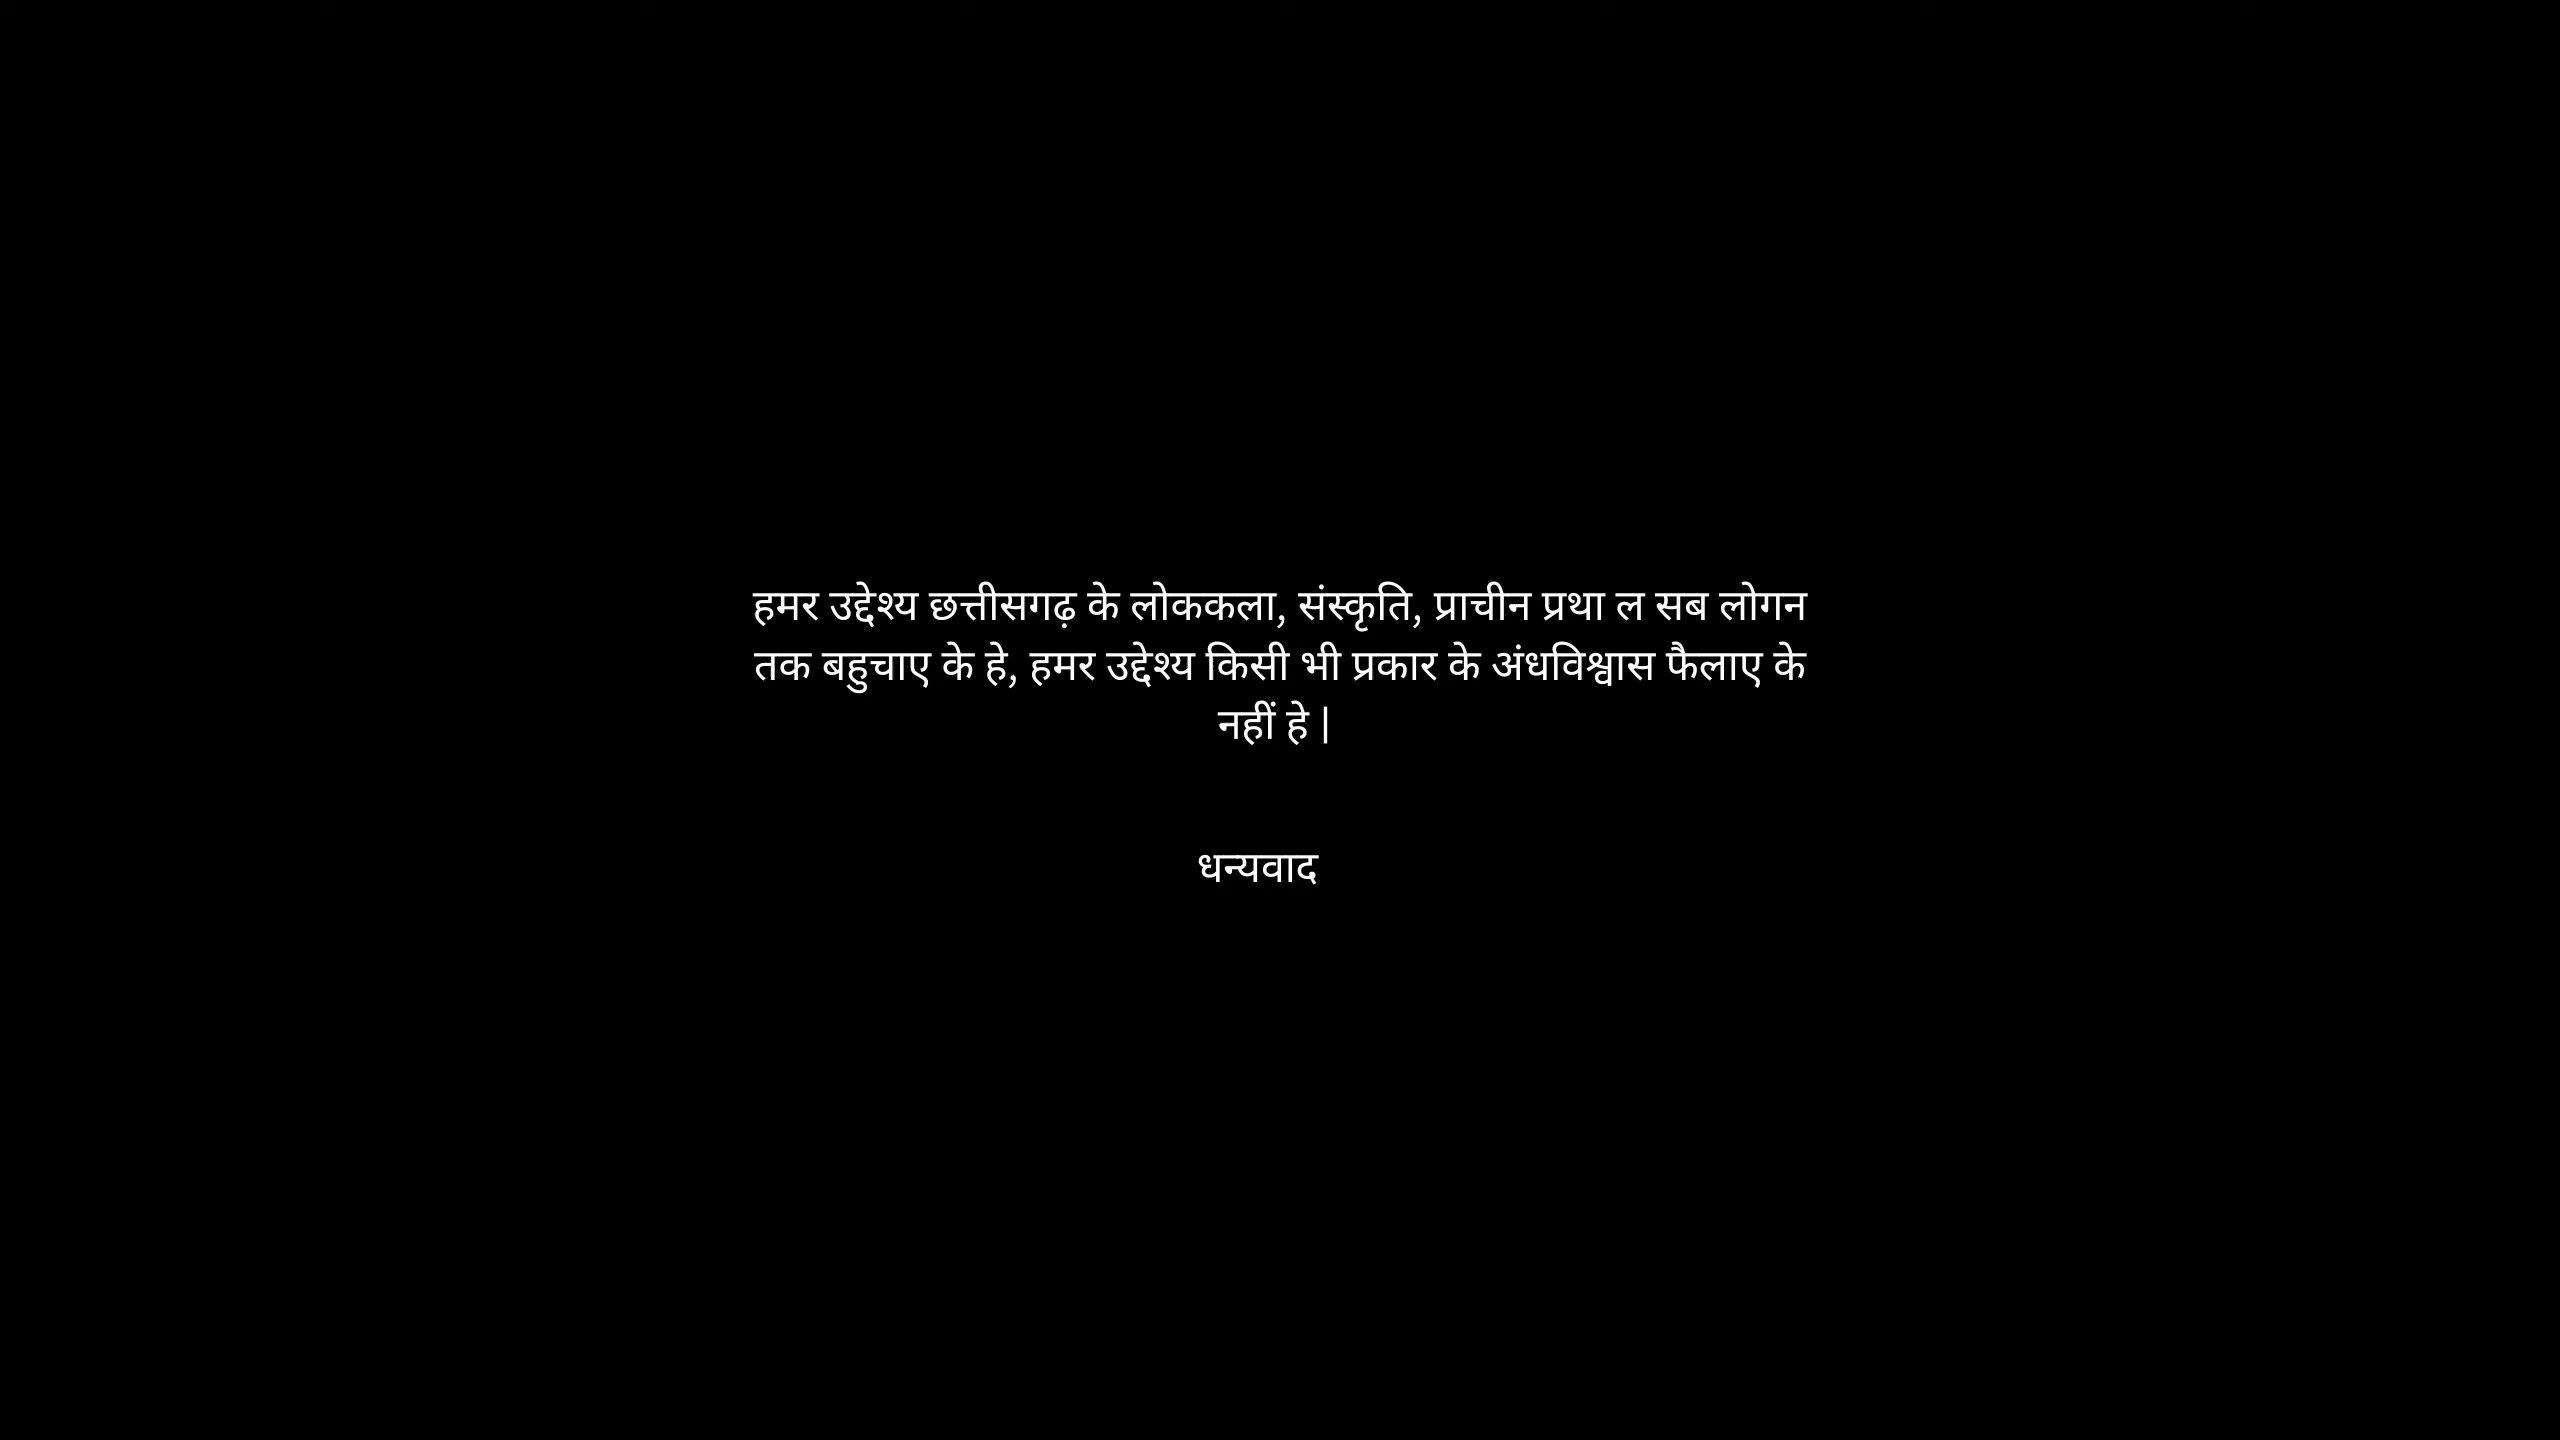 हमर उद्देश्य छत्तीसगढ़ के लोककला, संस्कृति, प्राचीन प्रथा ल सब लोगन
तक बहुचाए के हे, हमर उद्देश्य किसी भी प्रकार के अंधविश्वास फैलाए के
नहीं हे |
धन्यवाद